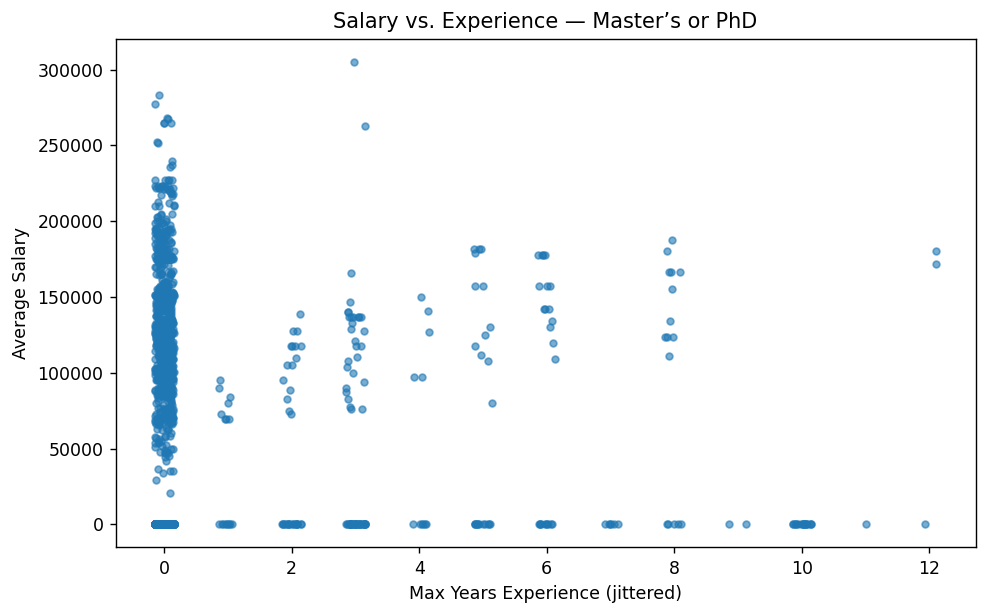 Salary vs. Experience — Master’s or PhD
300000
250000
200000
150000
100000
50000
0
Average Salary
0 2 4 6 8 10 12
Max Years Experience (jittered)